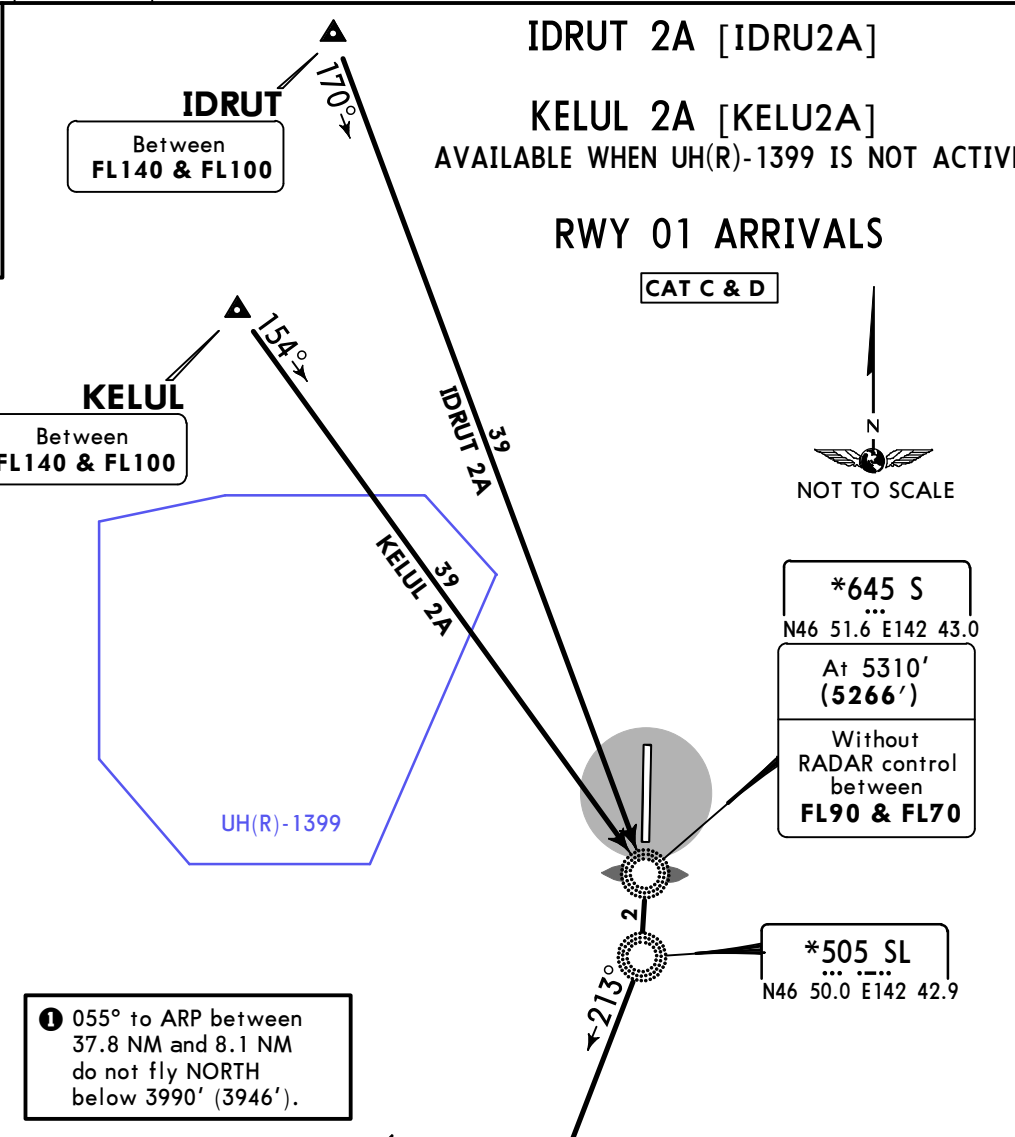 IDRUT 2A [IDRU2A]
KELUL 2A [KELU2A]
AVAILABLE WHEN UH(R)-1399 IS NOT ACTIVE
RWY 01 ARRIVALS
CAT C & D
IDRUT
Between
FL140 & FL100
170°
KELUL
Between
FL140 & FL100
154°
39
IDRUT 2A
39
KELUL 2A
N
NOT TO SCALE
UH(R)-1399
*645 S
N46 51.6 E142 43.0
At 5310'
(5266')
Without
RADAR control
between
FL90 & FL70
2
*505 SL
N46 50.0 E142 42.9
213°
1 055° to ARP between
37.8 NM and 8.1 NM
do not fly NORTH
below 3990' (3946').